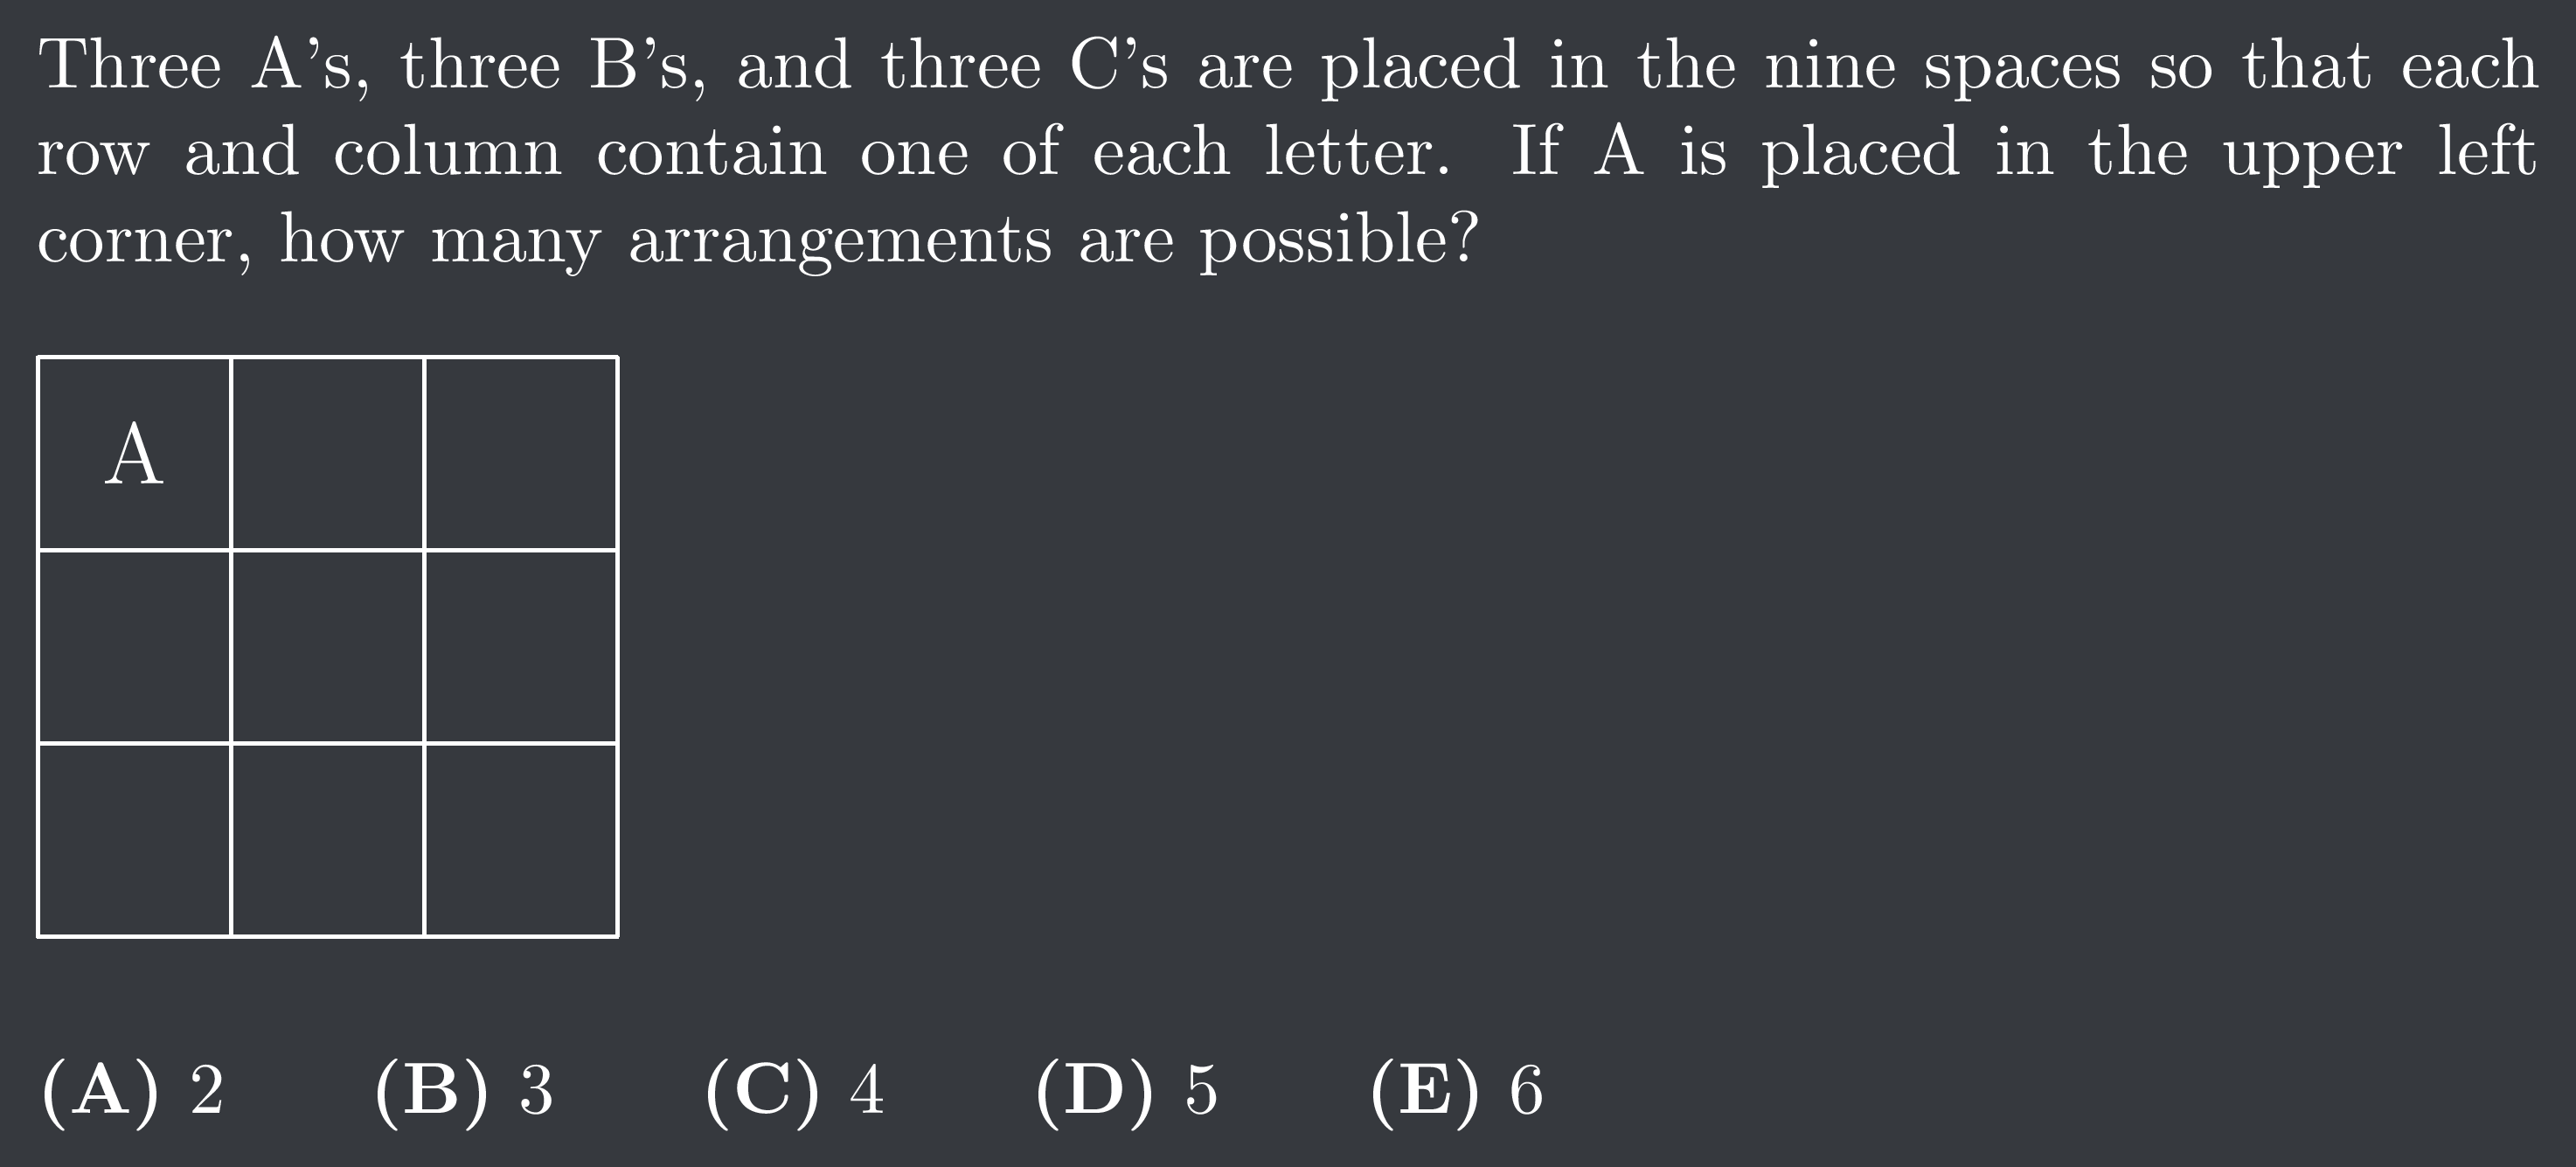 Three A's, three B's, and three C's are placed in the nine spaces so that each
row and column contain one of each letter. If A is placed in the upper left
corner, how many arrangements are possible?
A
(A) 2 (B) 3 (C) 4 (D) 5 (E) 6